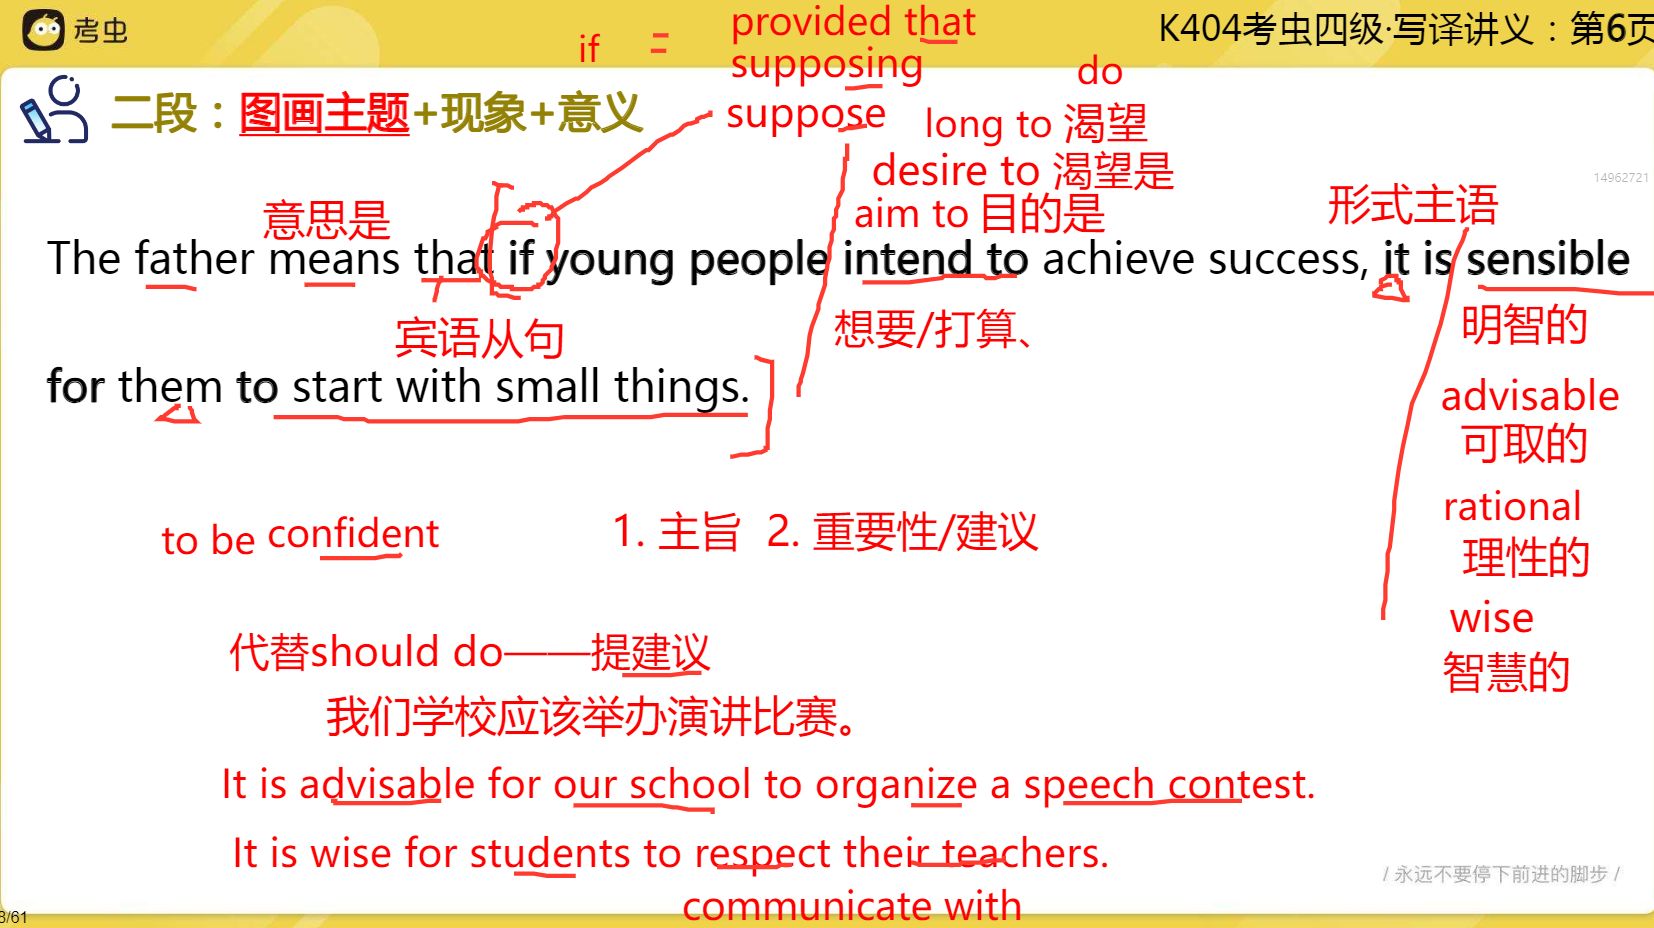 考虫
K404考虫四级·写译讲义：第6页
if =
provided that
supposing
suppose
do
long to 渴望
desire to 渴望是
aim to 目的是
二段：图画主题+现象+意义
14962721
意思是
形式主语
The father means that if young people intend to achieve success, it is sensible
宾语从句
想要/打算、
明智的
for them to start with small things.
advisable
可取的
rational
理性的
wise
智慧的
to be confident
1. 主旨 2. 重要性/建议
代替should do——提建议
我们学校应该举办演讲比赛。
It is advisable for our school to organize a speech contest.
It is wise for students to respect their teachers.
communicate with
/ 永远不要停下前进的脚步 /
8/61